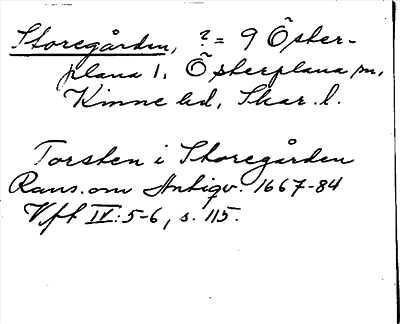 Storegården, ? = 9 Öster-
plana 1, Österplana sn,
Kinne hd, Skar. l.
Torsten i Storegården
Rans. om Antiqv. 1667-84
Vft IV: 5-6, s. 115.